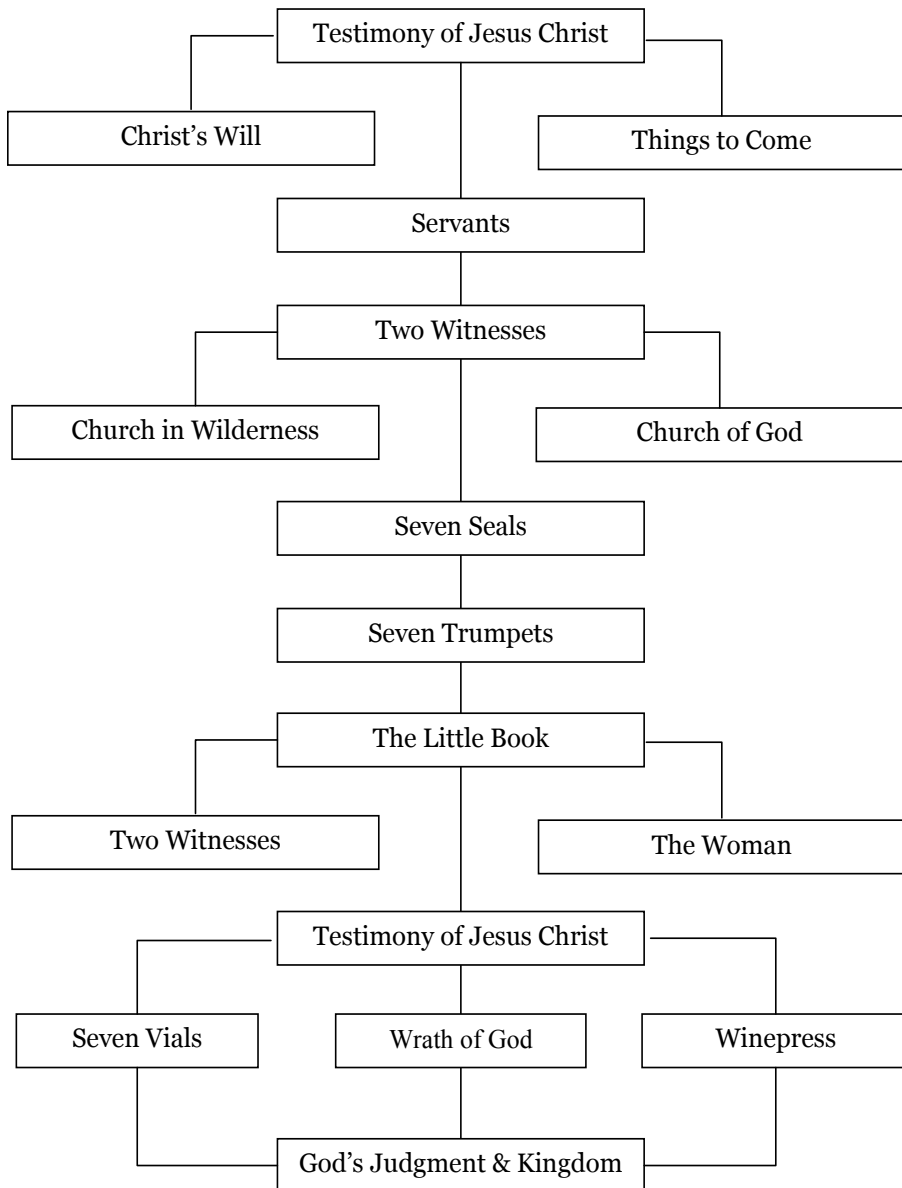 Testimony of Jesus Christ
Christ’s Will
Things to Come
Servants
Two Witnesses
Church in Wilderness
Church of God
Seven Seals
Seven Trumpets
The Little Book
Two Witnesses
The Woman
Testimony of Jesus Christ
Seven Vials
Wrath of God
Winepress
God’s Judgment & Kingdom